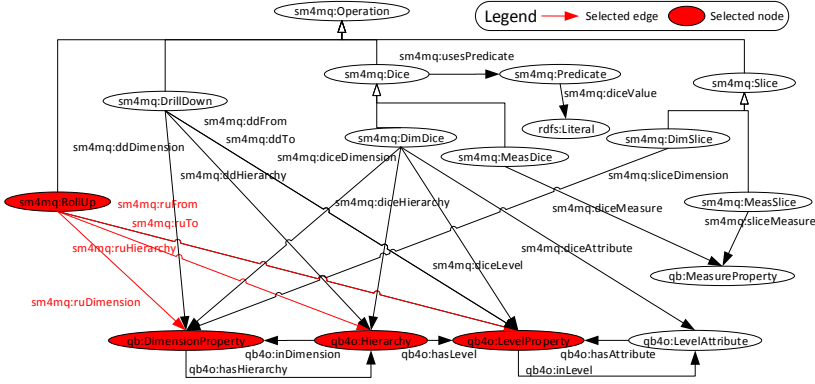 sm4mq:Operation
Legend
Selected edge
Selected node
sm4mq:usesPredicate
sm4mq:Dice
sm4mq:Predicate
sm4mq:Slice
sm4mq:diceValue
sm4mq:DrillDown
sm4mq:ddFrom
sm4mq:ddTo
rdfs:Literal
sm4mq:DimDice
sm4mq:DimSlice
sm4mq:ddDimension
sm4mq:diceDimension
sm4mq:MeasDice
sm4mq:ddHierarchy
sm4mq:sliceDimension
sm4mq:RollUp
sm4mq:ruFrom
sm4mq:diceHierarchy
sm4mq:MeasSlice
sm4mq:diceMeasure
sm4mq:ruTo
sm4mq:sliceMeasure
sm4mq:ruHierarchy
sm4mq:diceAttribute
sm4mq:diceLevel
qb:MeasureProperty
sm4mq:ruDimension
qb:DimensionProperty
qb4o:Hierarchy
qb4o:LevelProperty
qb4o:LevelAttribute
qb4o:inDimension
qb4o:hasLevel
qb4o:hasAttribute
qb4o:hasHierarchy
qb4o:inLevel